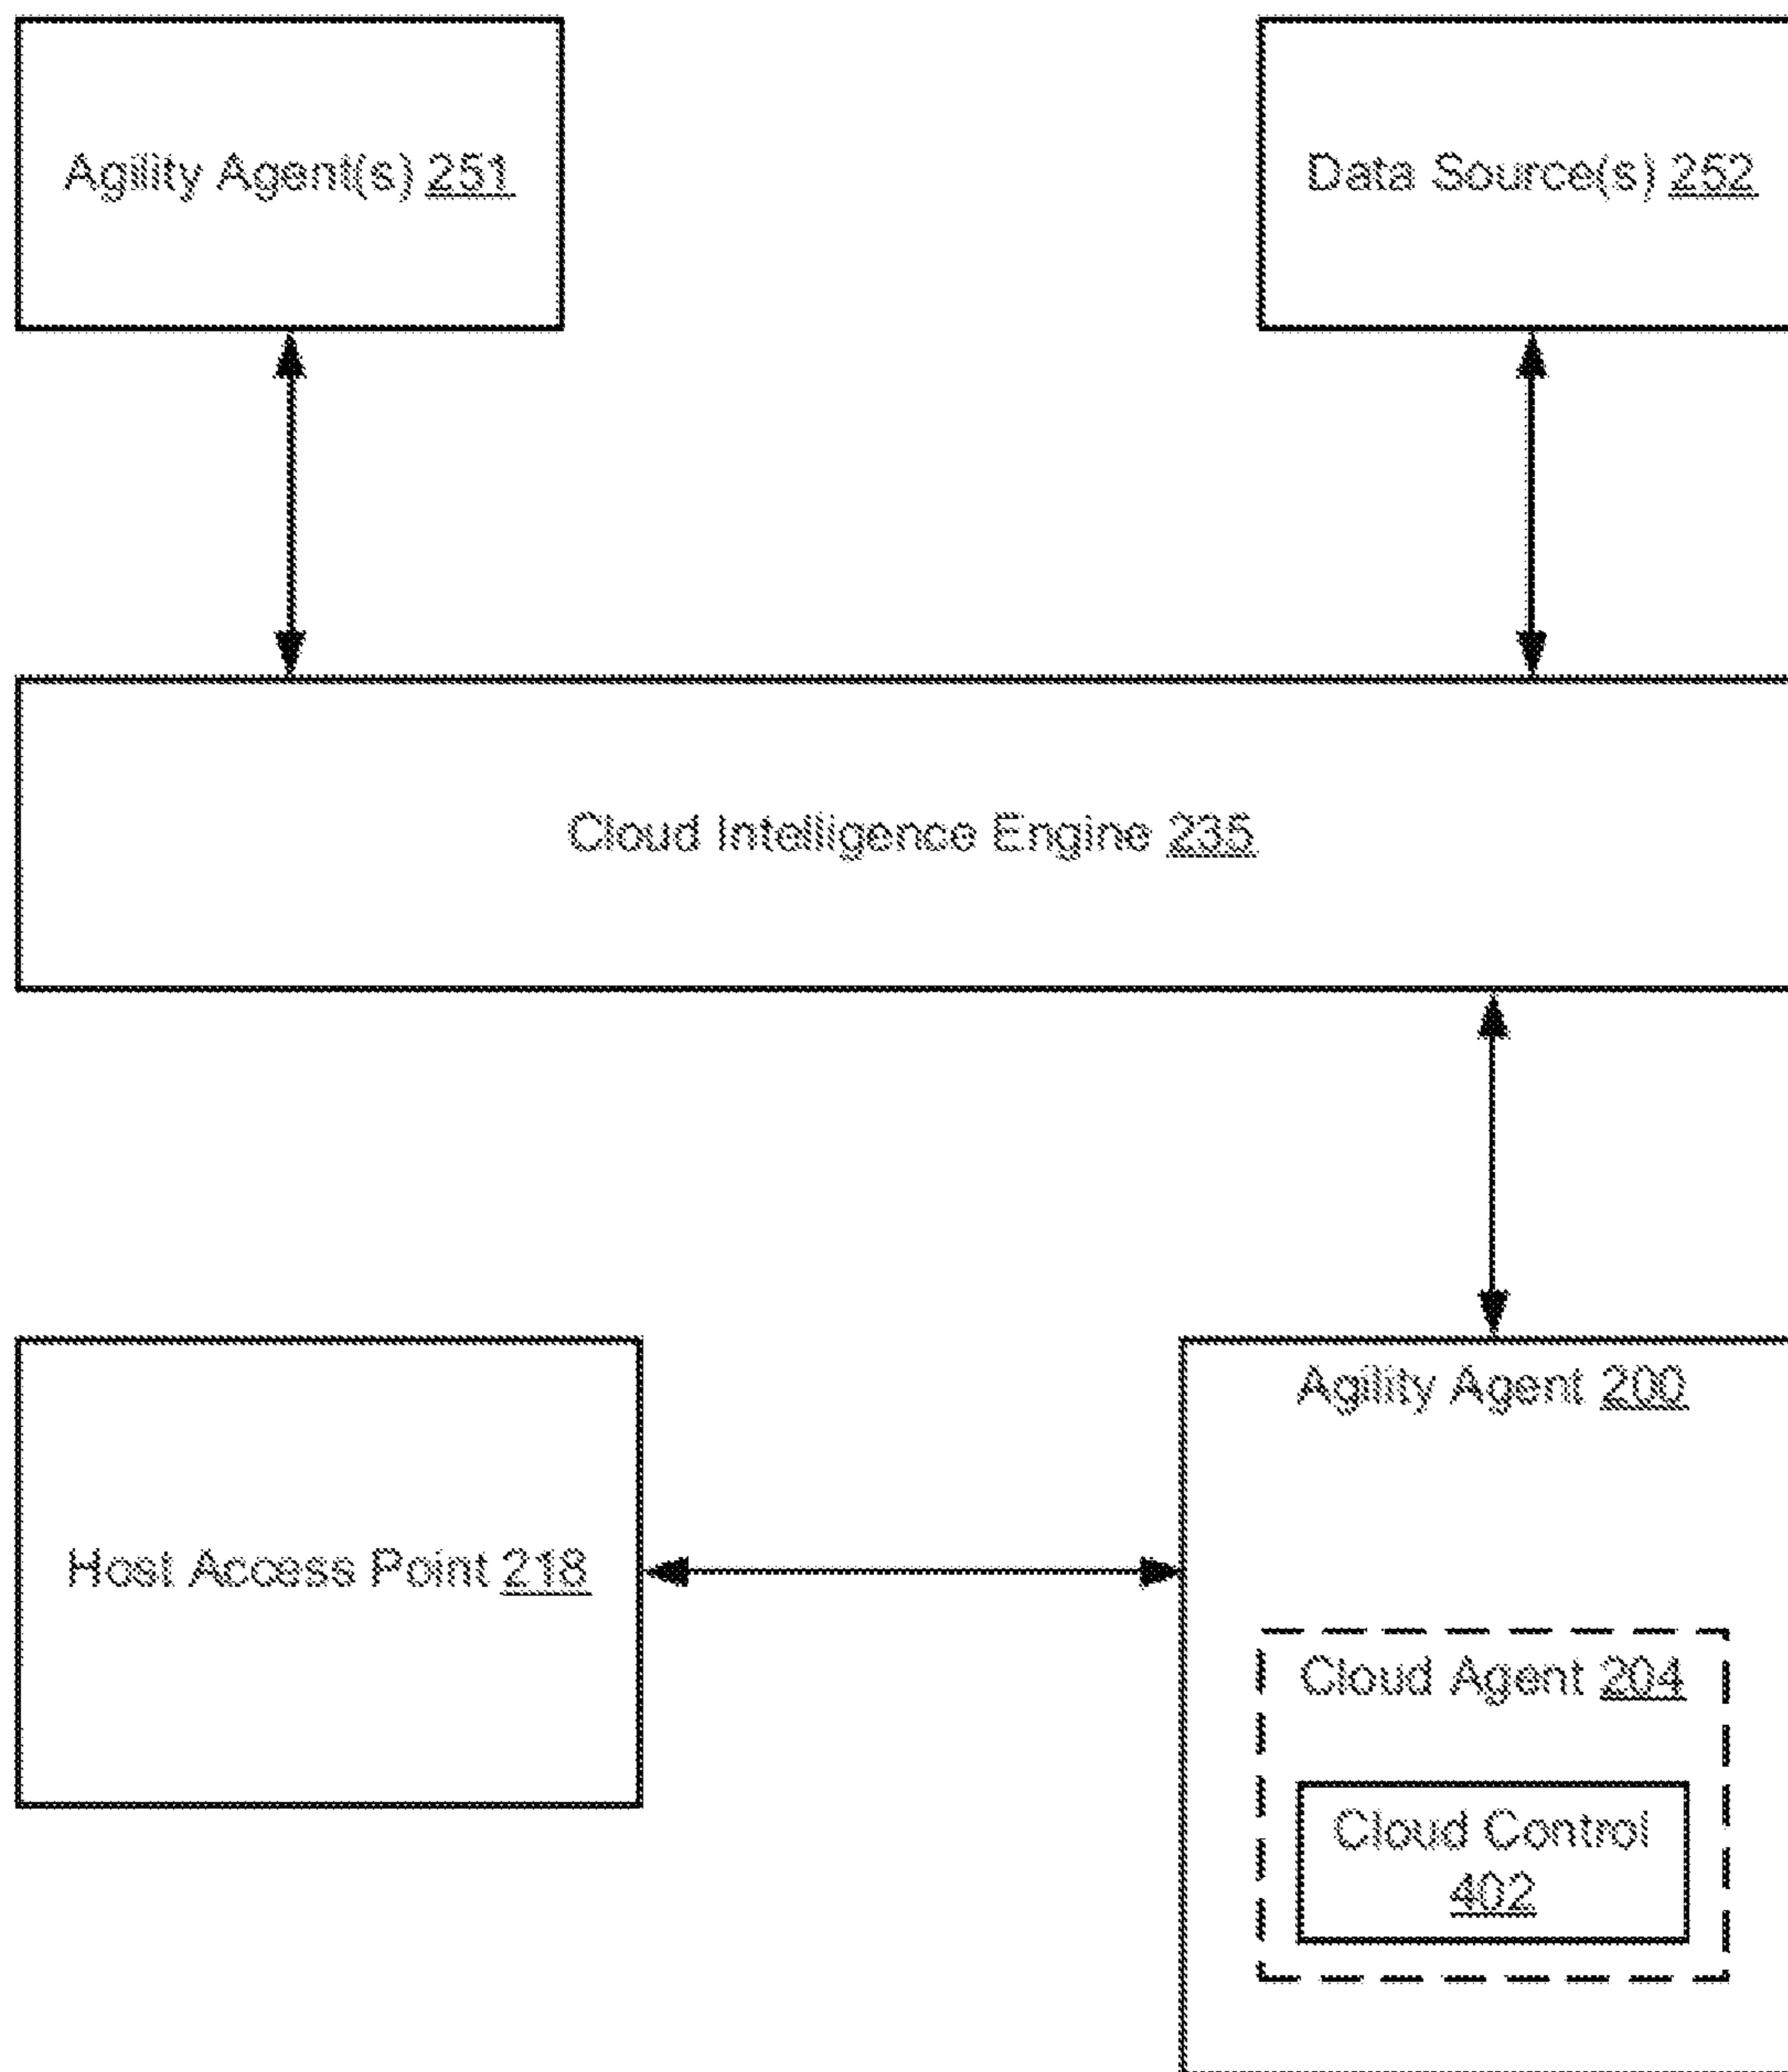 Agility Agent(s) 251
Data Source(s) 252
Cloud Intelligence Engine 235
Agility Agent 200
Host Access Point 218
Cloud Agent 204
Cloud Control
402